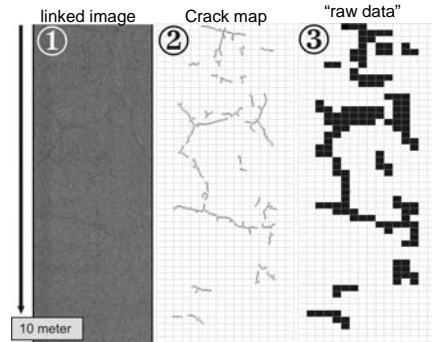 linked image
Crack map
"raw data"
①
②
③
10 meter